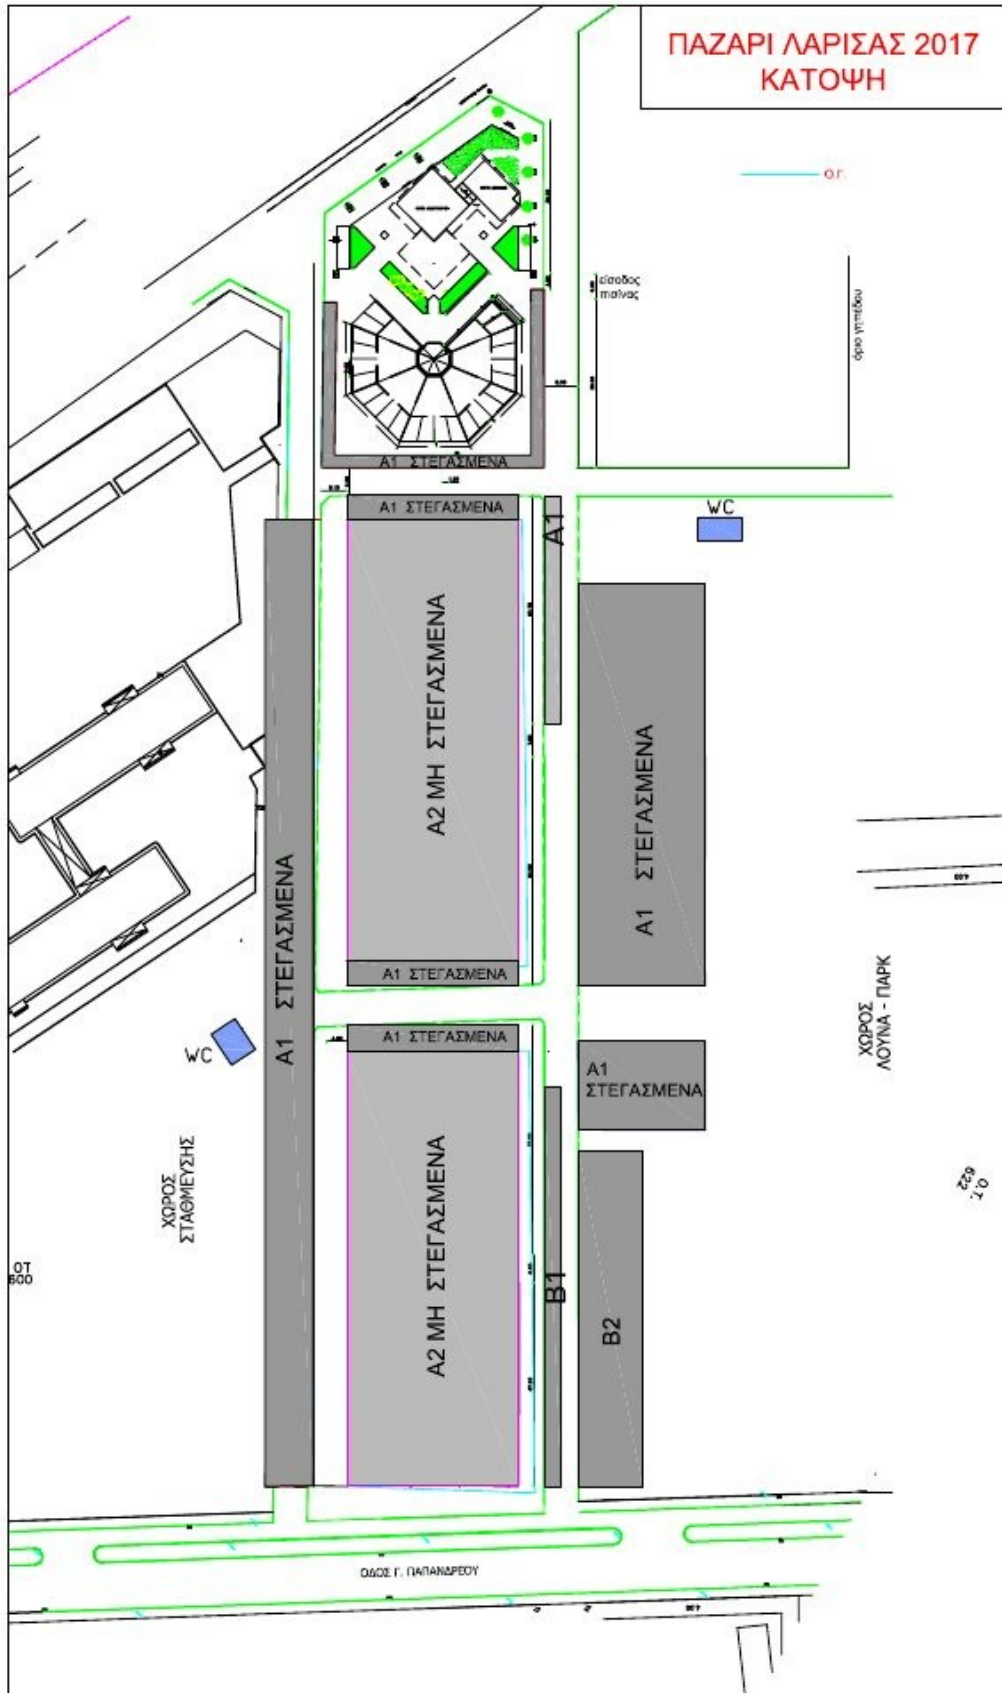 ΠΑΖΑΡΙ ΛΑΡΙΣΑΣ 2017
ΚΑΤΟΨΗ
Ο.Γ.
είσοδος
πισίνας
όριο γηπέδου
Α1 ΣΤΕΓΑΣΜΕΝΑ
Α1 ΣΤΕΓΑΣΜΕΝΑ
Α1
WC
Α2 ΜΗ ΣΤΕΓΑΣΜΕΝΑ
Α1 ΣΤΕΓΑΣΜΕΝΑ
Α1 ΣΤΕΓΑΣΜΕΝΑ
Α1 ΣΤΕΓΑΣΜΕΝΑ
Α1 ΣΤΕΓΑΣΜΕΝΑ
WC
ΧΩΡΟΣ
ΛΟΥΝΑ - ΠΑΡΚ
Α1
ΣΤΕΓΑΣΜΕΝΑ
ΧΩΡΟΣ
ΣΤΑΘΜΕΥΣΗΣ
Α2 ΜΗ ΣΤΕΓΑΣΜΕΝΑ
Ο.Τ.
622
ΟΤ
600
Β1
Β2
ΟΔΟΣ Γ. ΠΑΠΑΝΔΡΕΟΥ